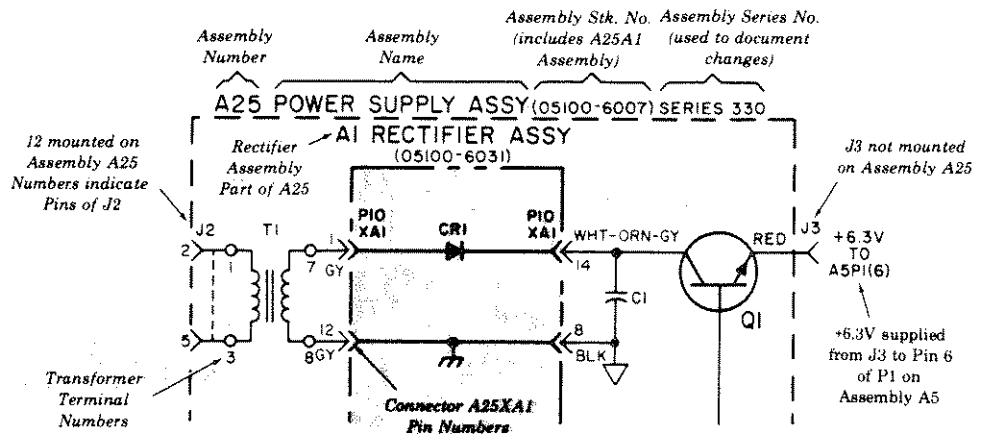 Assembly
Number
Assembly
Name
Assembly Stk. No.
(includes A25A1
Assembly)
Assembly Series No.
(used to document
changes)
A25 POWER SUPPLY ASSY (05100-6007) SERIES 330
A1 RECTIFIER ASSY
(05100-6031)
12 mounted on
Assembly A25
Numbers indicate
Pins of J2
Rectifier
Assembly
Part of A25
J3 not mounted
on Assembly A25
J2
T1
P10
XA1
CR1
P10
XA1
WHT-ORN-GY
RED
J3
+6.3V
TO
A5P1(6)
2
1
7
1
GY
14
C1
Q1
5
3
8
12
GY
8
BLK
+6.3V supplied
from J3 to Pin 6
of P1 on
Assembly A5
Transformer
Terminal
Numbers
Connector A25XA1
Pin Numbers